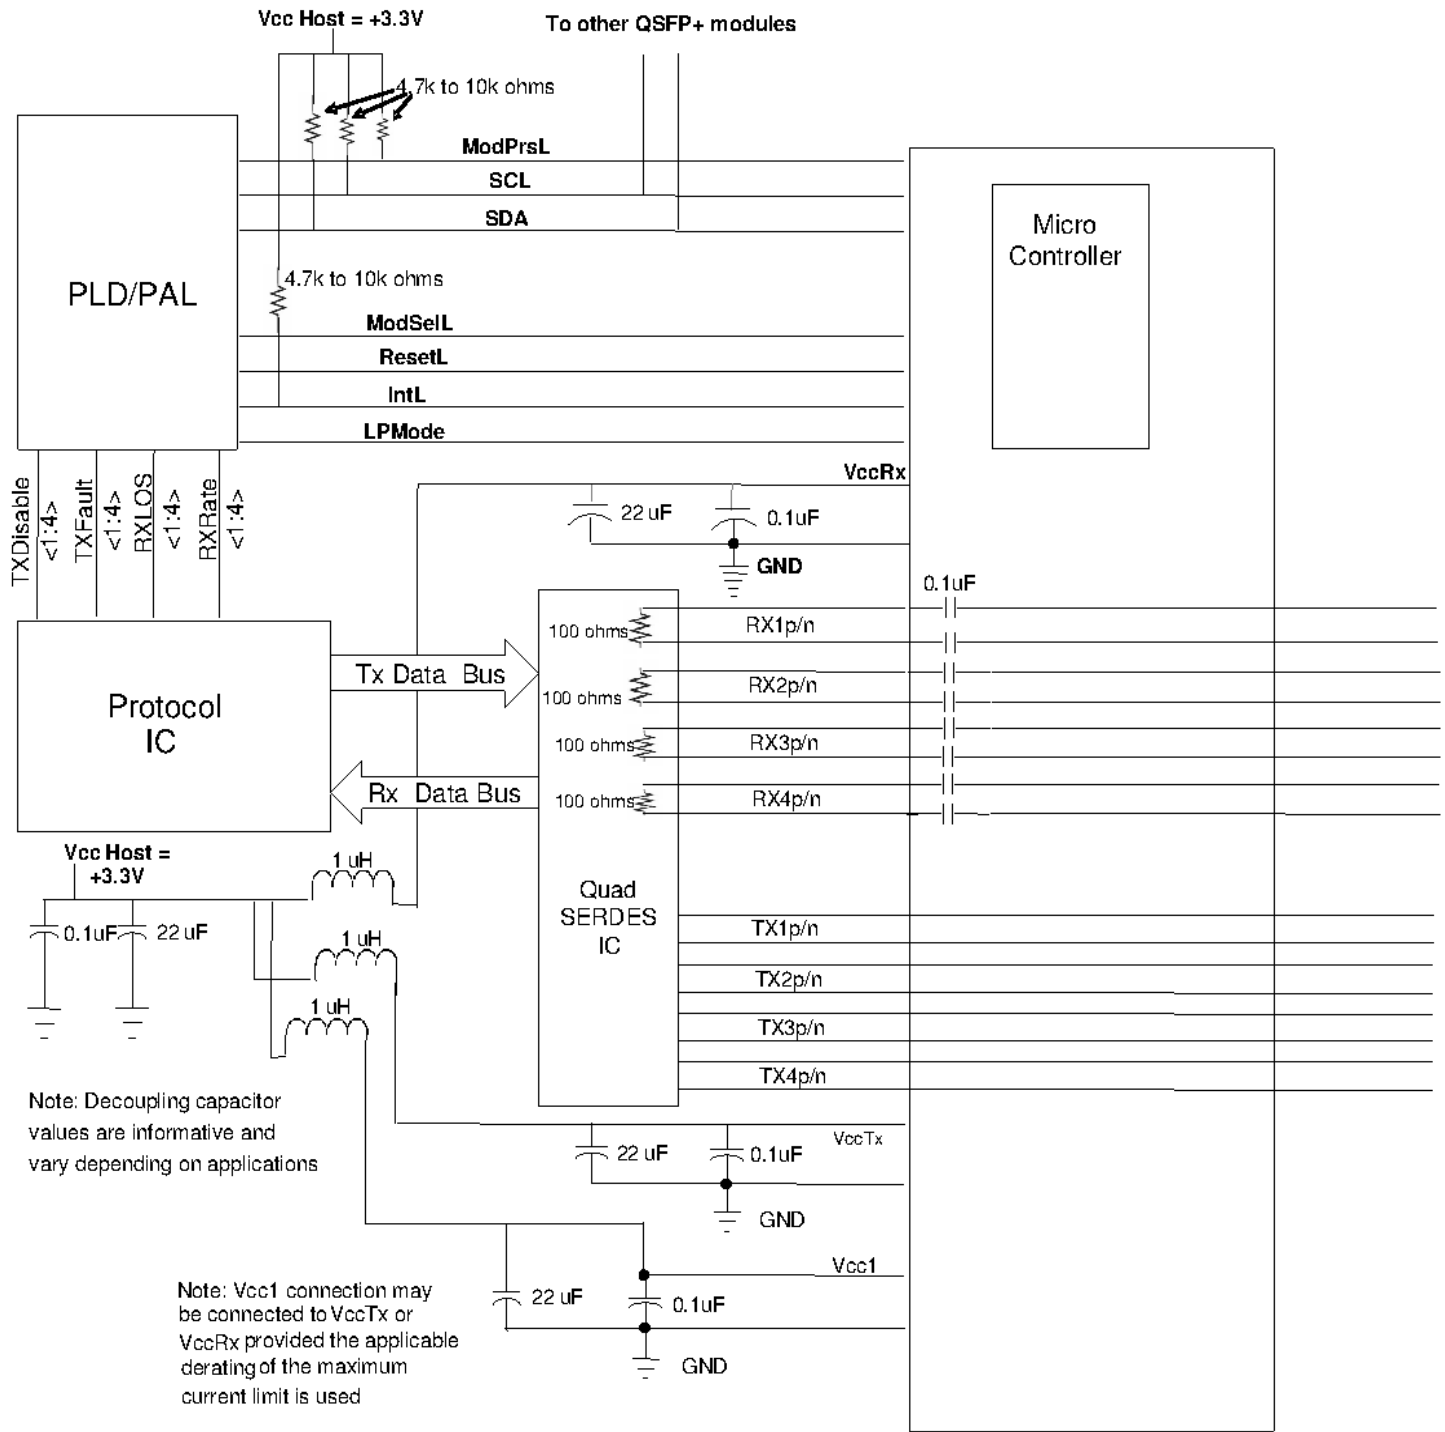 Vcc Host = +3.3V
To other QSFP+ modules
4.7k to 10k ohms
ModPrsL
SCL
SDA
PLD/PAL
Micro
Controller
4.7k to 10k ohms
ModSelL
ResetL
IntL
LPMode
TXDisable
<1:4>
TXFault
<1:4>
RXLOS
<1:4>
RXRate
<1:4>
VccRx
22 uF
0.1uF
GND
0.1uF
100 ohms
RX1p/n
100 ohms
RX2p/n
100 ohms
RX3p/n
100 ohms
RX4p/n
Tx Data Bus
Protocol
IC
Rx Data Bus
Vcc Host =
+3.3V
0.1uF
22 uF
1 uH
1 uH
1 uH
Quad
SERDES
IC
TX1p/n
TX2p/n
TX3p/n
TX4p/n
Note: Decoupling capacitor
values are informative and
vary depending on applications
VccTx
22 uF
0.1uF
GND
Vcc1
22 uF
0.1uF
GND
Note: Vcc1 connection may
be connected to VccTx or
VccRx provided the applicable
derating of the maximum
current limit is used